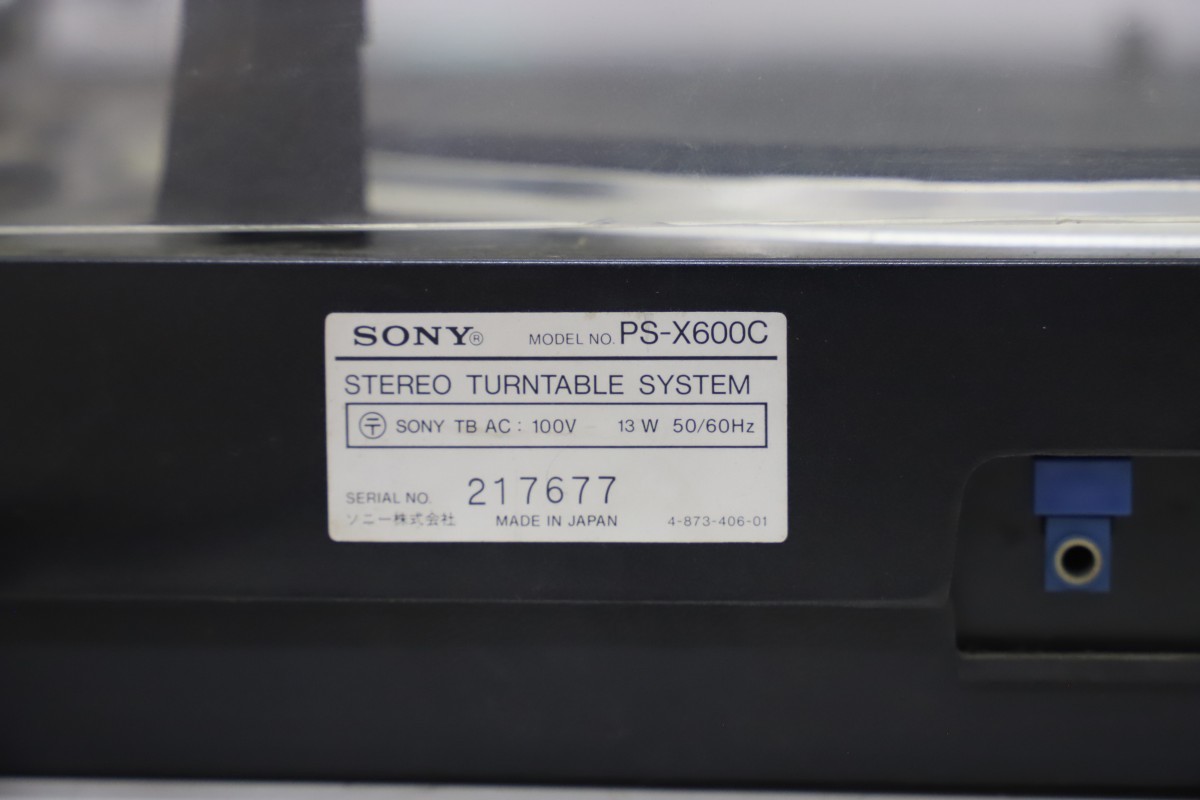 SONY® MODEL NO. PS-X600C
STEREO TURNTABLE SYSTEM
〶 SONY TB AC: 100V 13W 50/60Hz
SERIAL NO. 217677
ソニー株式会社 MADE IN JAPAN 4-873-406-01